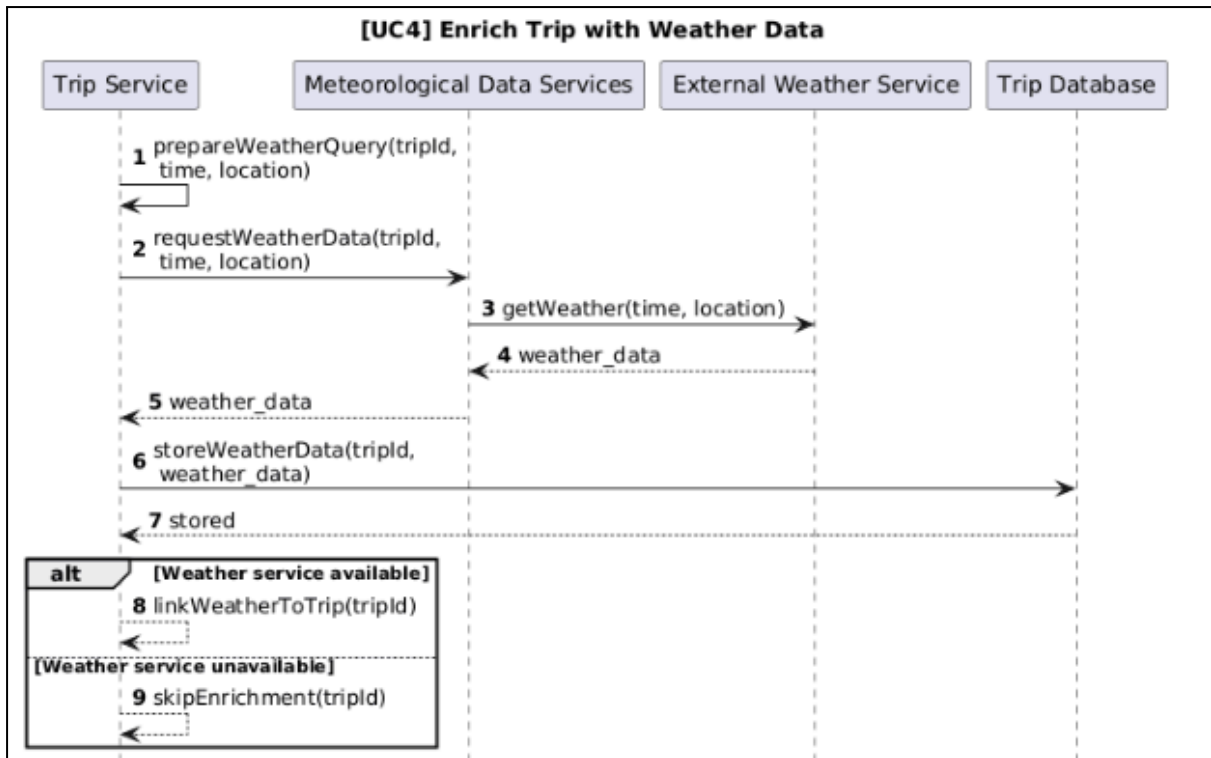 [UC4] Enrich Trip with Weather Data
Trip Service
Meteorological Data Services
External Weather Service
Trip Database
1 prepareWeatherQuery(tripId,
time, location)
2 requestWeatherData(tripId,
time, location)
3 getWeather(time, location)
4 weather_data
5 weather_data
6 storeWeatherData(tripId,
weather_data)
7 stored
alt [Weather service available]
8 linkWeatherToTrip(tripId)
[Weather service unavailable]
9 skipEnrichment(tripId)